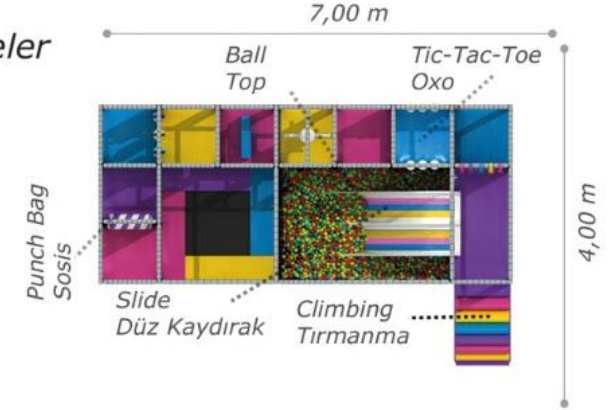 7,00 m
eler
Ball
Top
Tic-Tac-Toe
Oxo
Punch Bag
Sosis
4,00 m
Slide
Düz Kaydırak
Climbing
Tırmanma